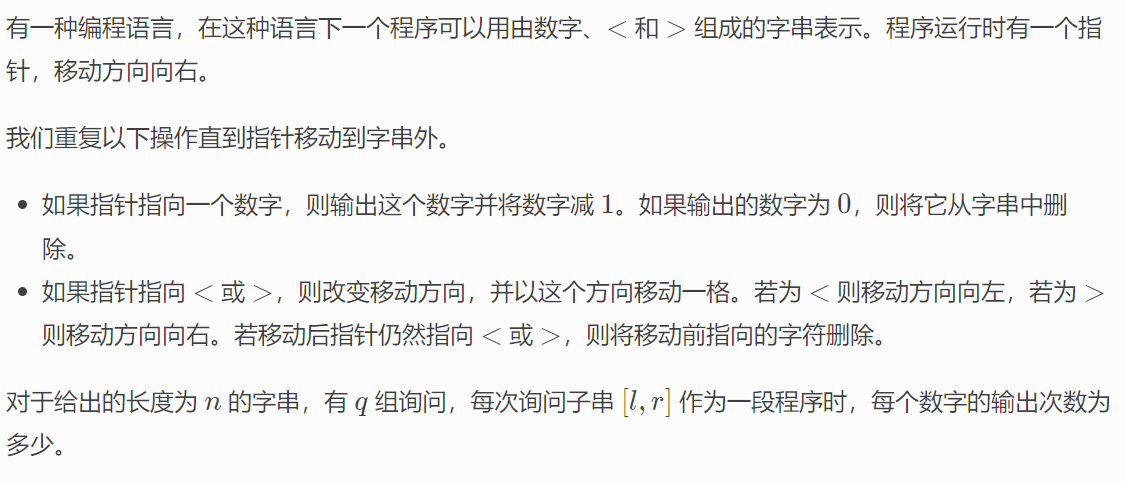 有一种编程语言，在这种语言下一个程序可以用由数字、< 和 > 组成的字串表示。程序运行时有一个指
针，移动方向向右。
我们重复以下操作直到指针移动到字串外。
• 如果指针指向一个数字，则输出这个数字并将数字减 1。如果输出的数字为 0，则将它从字串中删
除。
• 如果指针指向 < 或 >，则改变移动方向，并以这个方向移动一格。若为 < 则移动方向向左，若为 >
则移动方向向右。若移动后指针仍然指向 < 或 >，则将移动前指向的字符删除。
对于给出的长度为 n 的字串，有 q 组询问，每次询问子串 [l, r] 作为一段程序时，每个数字的输出次数为
多少。